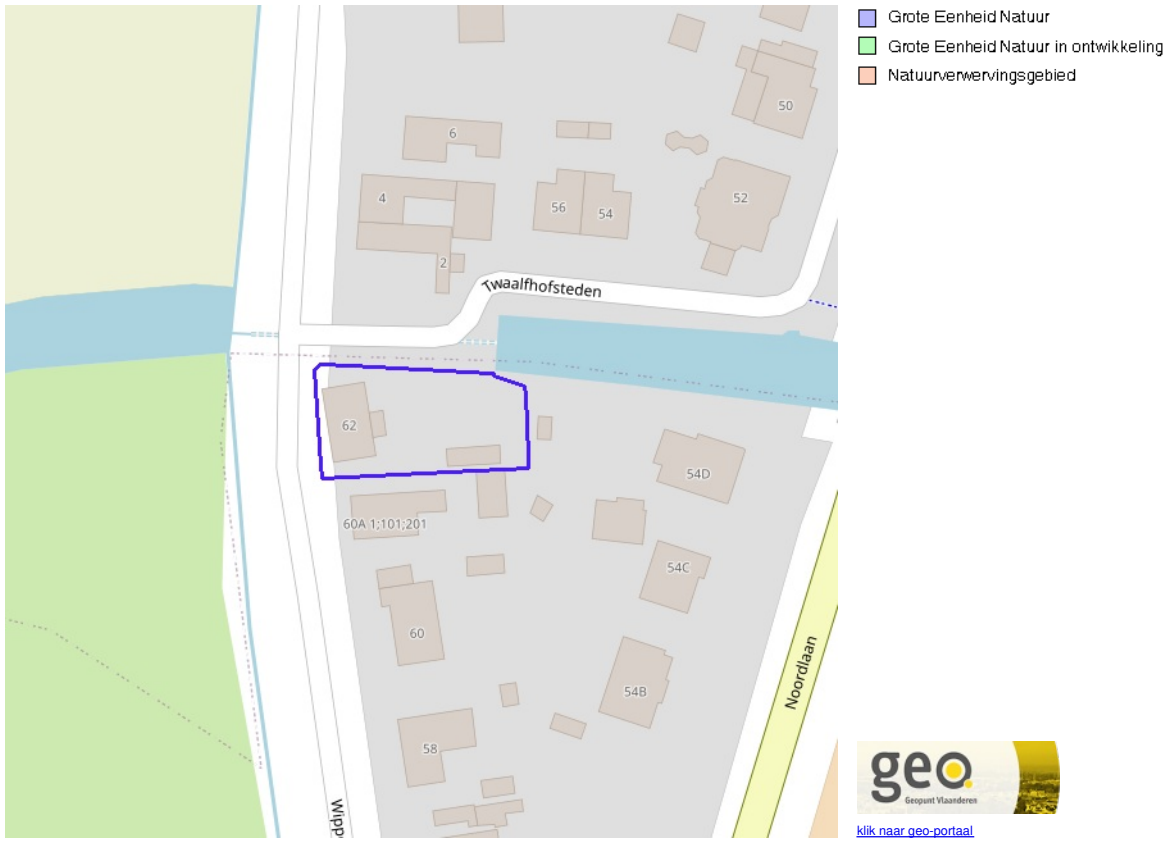 Grote Eenheid Natuur
Grote Eenheid Natuur in ontwikkeling
Natuurverwervingsgebied
50
6
4
52
56
54
2
Twaalfhofsteden
62
54D
60A 1;101;201
54C
60
54B
Noordlaan
58
Wipp
geo
Geopunt Vlaanderen
klik naar geo-portaal